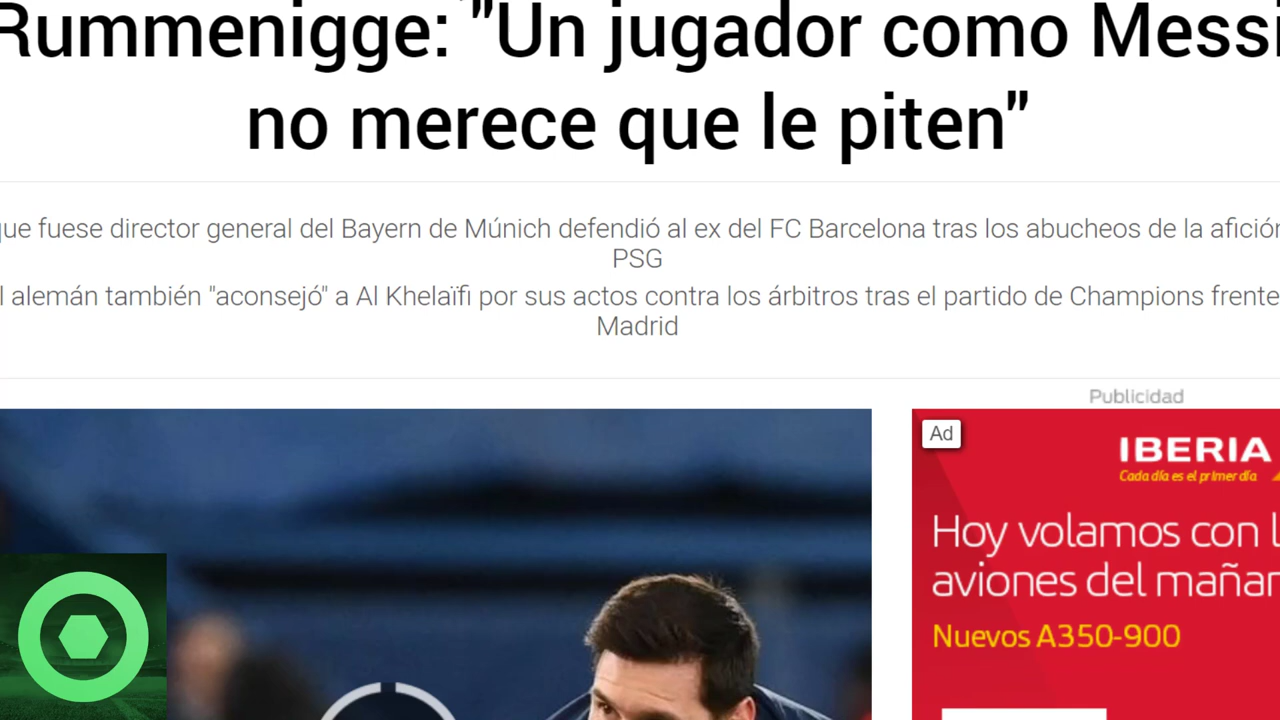 Rummenigge: "Un jugador como Messi
no merece que le piten"
que fuese director general del Bayern de Múnich defendió al ex del FC Barcelona tras los abucheos de la afición
PSG
l alemán también "aconsejó" a Al Khelaïfi por sus actos contra los árbitros tras el partido de Champions frente
Madrid
Publicidad
Ad
IBERIA
Cada día es el primer día
Hoy volamos con l
aviones del mañan
Nuevos A350-900